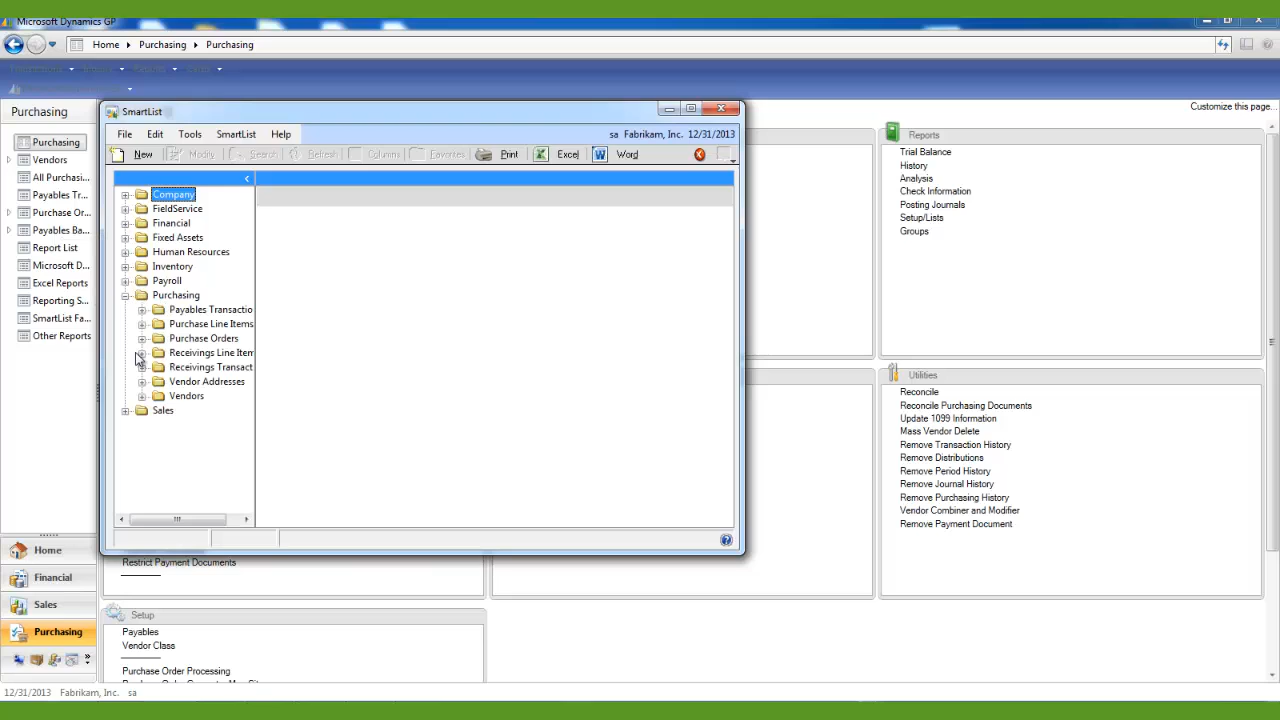 Microsoft Dynamics GP
Home Purchasing Purchasing
Purchasing
Customize this page...
Purchasing
Vendors
All Purchasi...
Payables Tr...
Purchase Or...
Payables Ba...
Report List
Microsoft D...
Excel Reports
Reporting S...
SmartList Fa...
Other Reports
Home
Financial
Sales
Purchasing
SmartList
File Edit Tools SmartList Help
sa Fabrikam, Inc. 12/31/2013
New Modify Search Refresh Columns Favorites Print Excel Word
Company
FieldService
Financial
Fixed Assets
Human Resources
Inventory
Payroll
Purchasing
Payables Transactio
Purchase Line Items
Purchase Orders
Receivings Line Item
Receivings Transact
Vendor Addresses
Vendors
Sales
Restrict Payment Documents
Setup
Payables
Vendor Class
Purchase Order Processing
Reports
Trial Balance
History
Analysis
Check Information
Posting Journals
Setup/Lists
Groups
Utilities
Reconcile
Reconcile Purchasing Documents
Update 1099 Information
Mass Vendor Delete
Remove Transaction History
Remove Distributions
Remove Period History
Remove Journal History
Remove Purchasing History
Vendor Combiner and Modifier
Remove Payment Document
12/31/2013 Fabrikam, Inc. sa